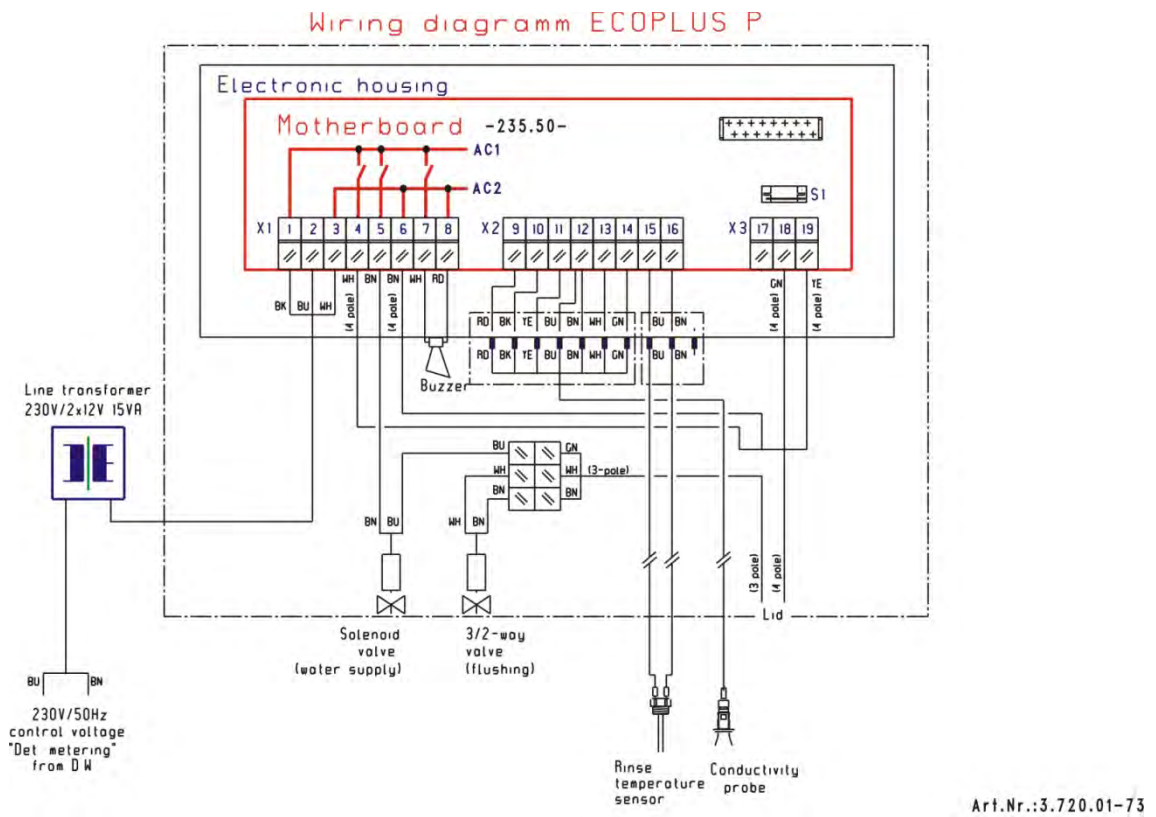 Wiring diagramm ECOPLUS P
Electronic housing
Motherboard -235.50-
AC1
AC2
S1
X1 1 2 3 4 5 6 7 8
X2 9 10 11 12 13 14 15 16
X3 17 18 19
BK BU WH
WH BN BN WH RD
(4 pole) (4 pole)
GN YE
(4 pole) (4 pole)
RD BK YE BU BN WH GN BU BN
RD BK YE BU BN WH GN BU BN
Buzzer
Line transformer
230V/2x12V 15VA
BU GN
WH WH (3-pole)
BN BN
BN BU WH BN
(3 pole) (4 pole)
Lid
Solenoid
valve
(water supply)
3/2-way
valve
(flushing)
BU BN
230V/50Hz
control voltage
"Det metering"
from D W
Rinse
temperature
sensor
Conductivity
probe
Art.Nr.:3.720.01-73